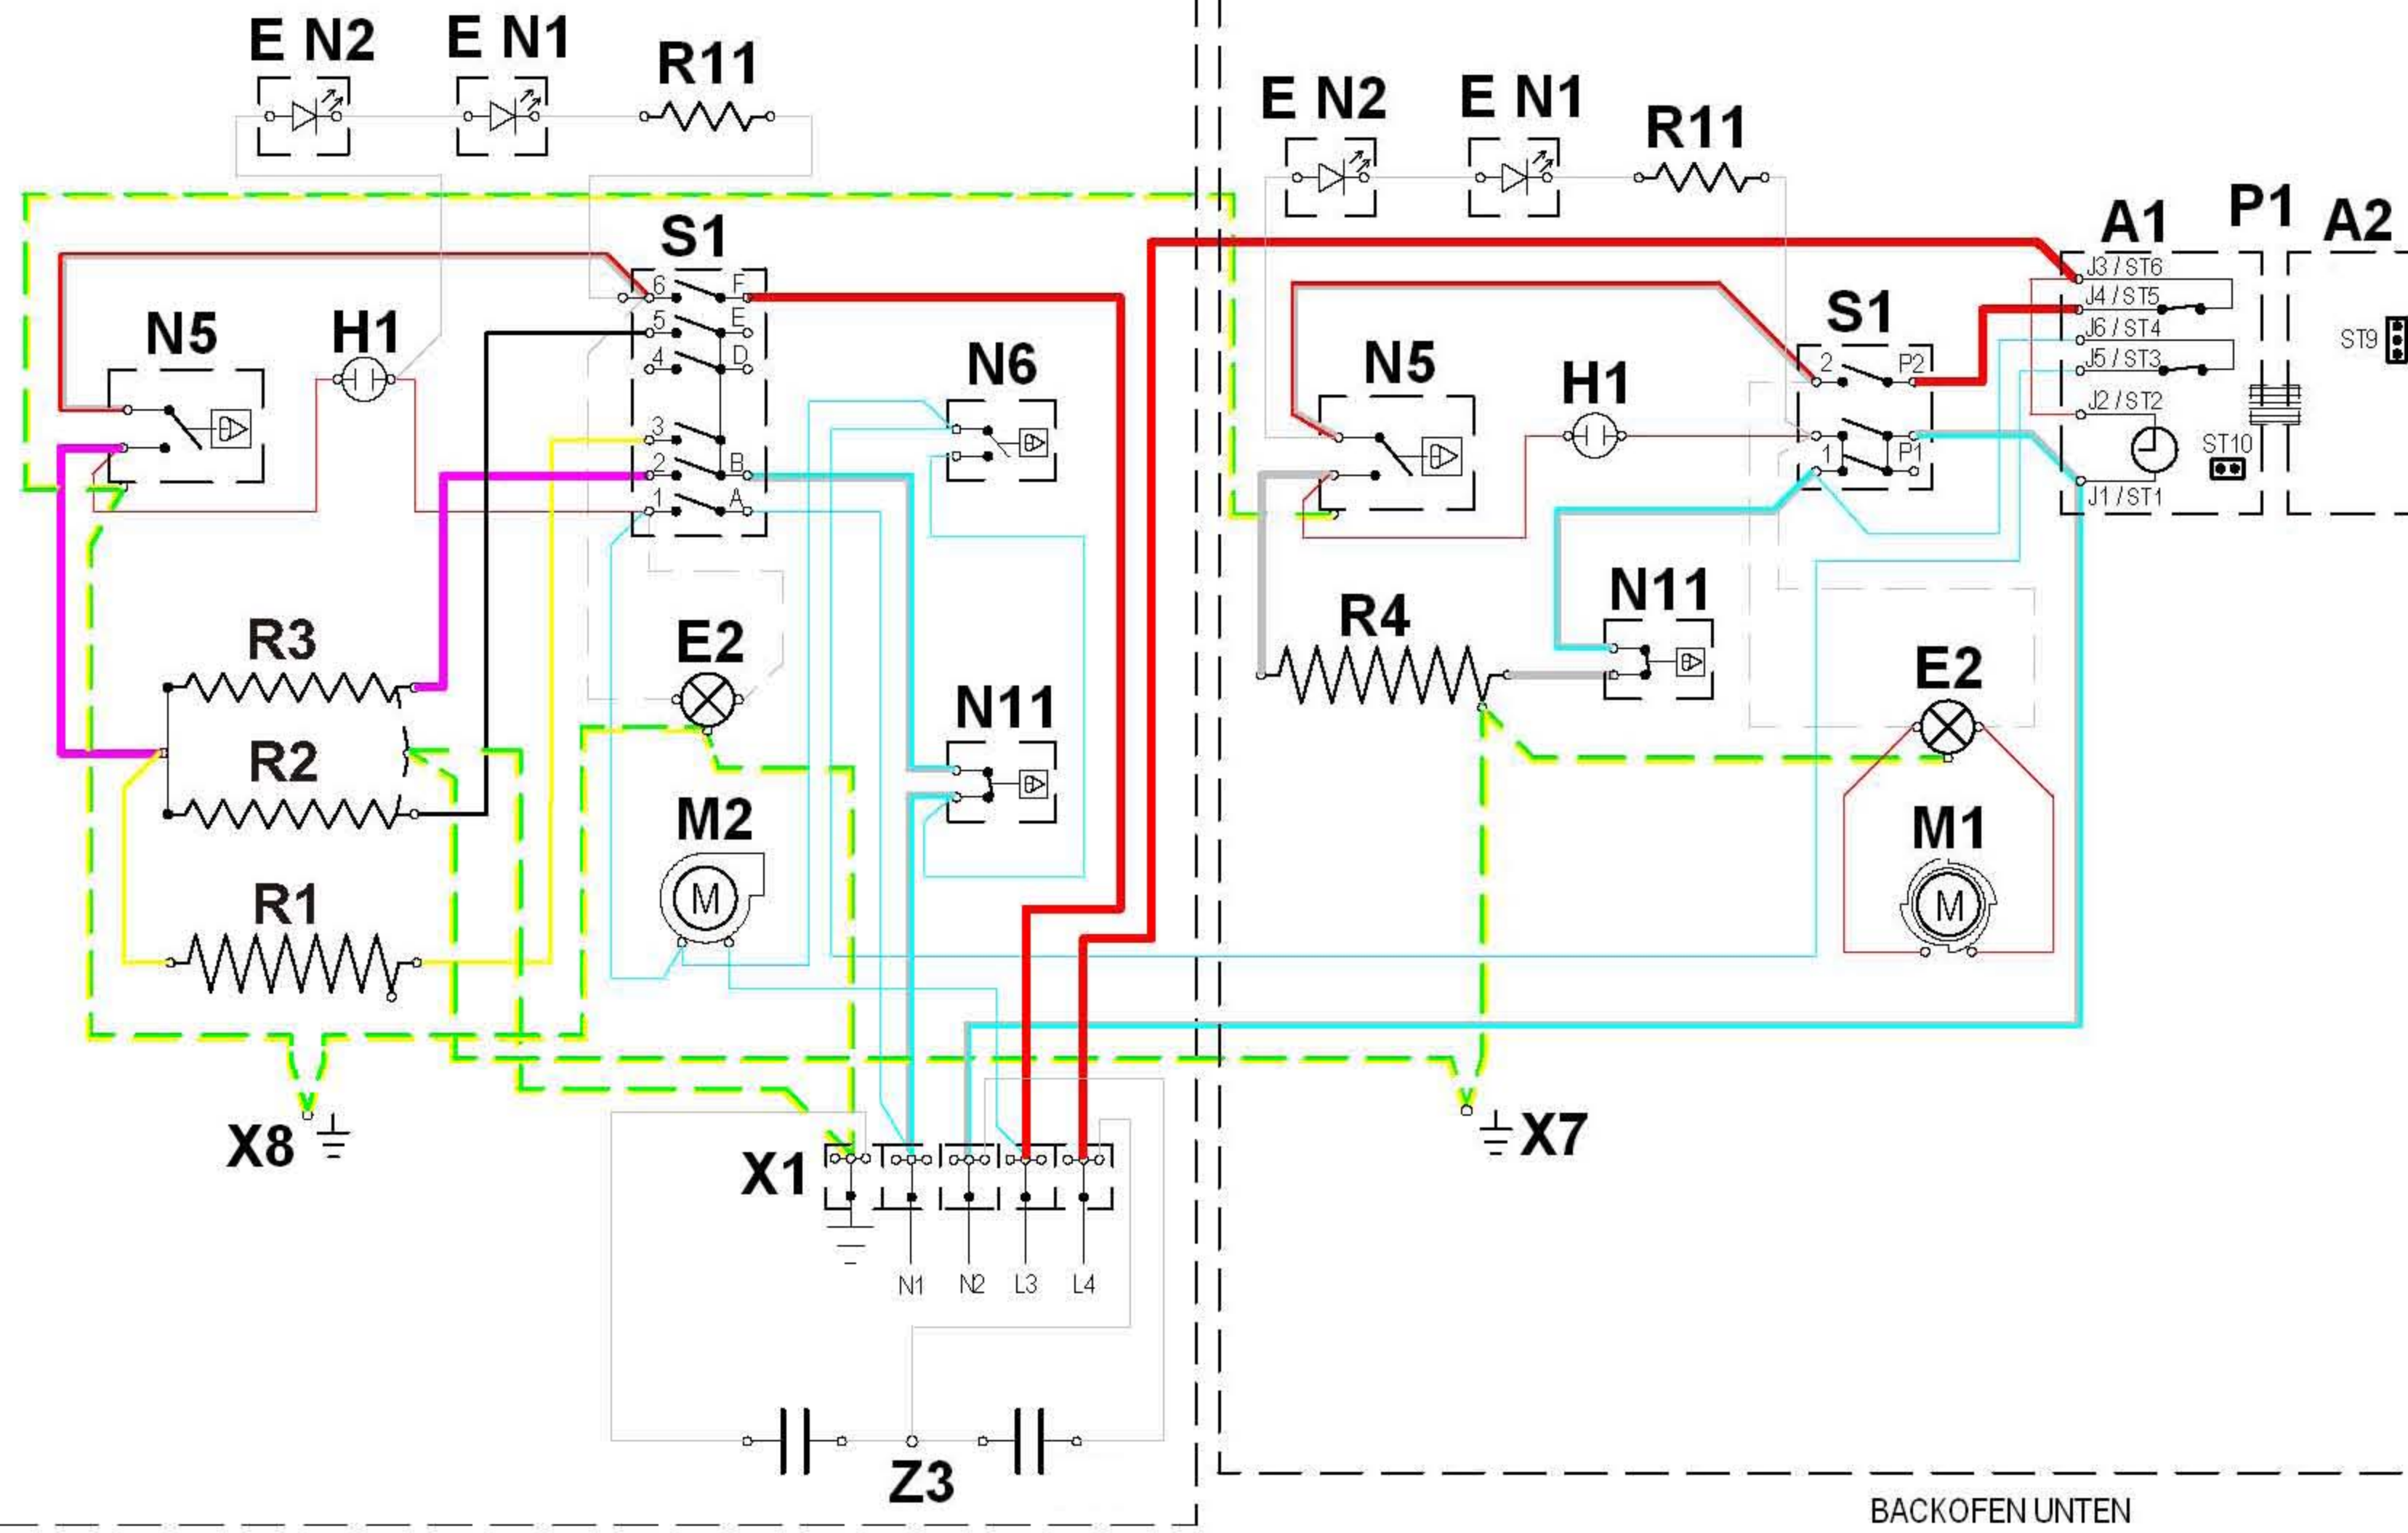 E N2
E N1
R11
E N2
E N1
R11
S1
6
F
5
E
4
D
3
2
B
1
A
N5
H1
N6
P1
A1
A2
J3 / ST6
J4 / ST5
J6 / ST4
J5 / ST3
J2 / ST2
J1 / ST1
ST9
ST10
S1
2
P2
1
P1
N5
H1
N11
R4
E2
M1
M
R3
R2
R1
E2
N11
M2
M
X8
X1
X7
N1
N2
L3
L4
Z3
BACKOFEN UNTEN